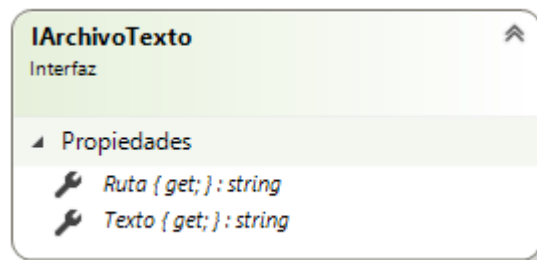 IArchivoTexto
Interfaz
Propiedades
Ruta { get; } : string
Texto { get; } : string